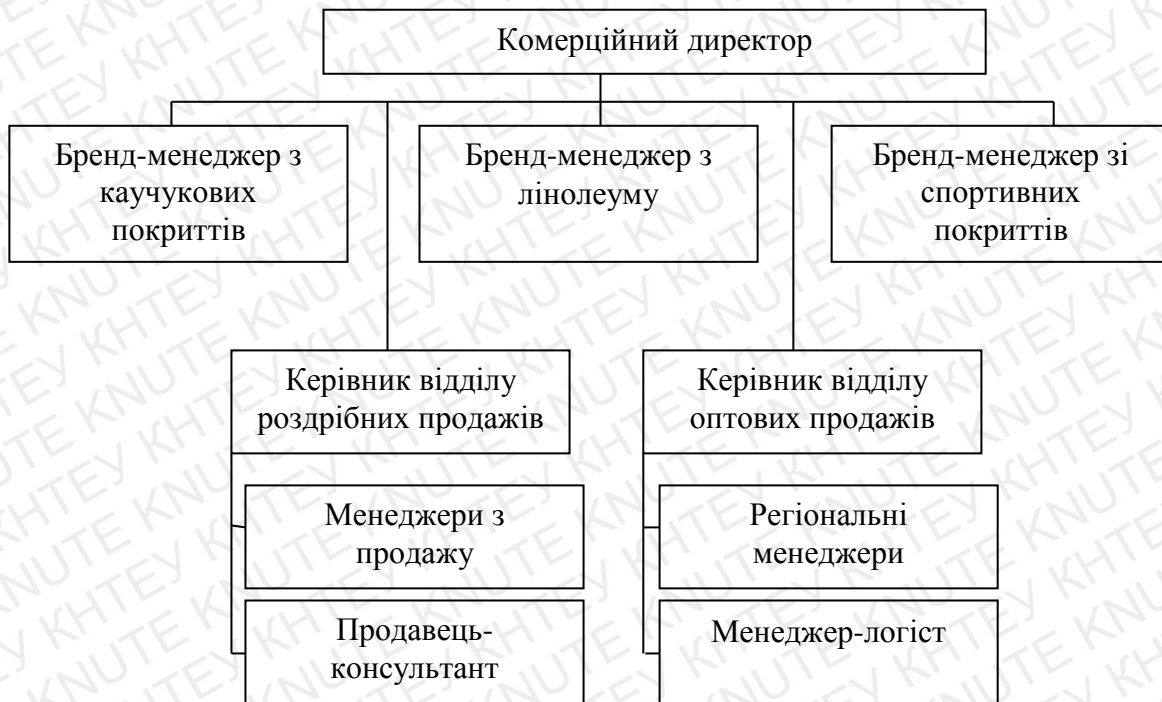 Комерційний директор
Бренд-менеджер з
каучукових
покриттів
Бренд-менеджер з
лінолеуму
Бренд-менеджер зі
спортивних
покриттів
Керівник відділу
роздрібних продажів
Керівник відділу
оптових продажів
Менеджери з
продажу
Регіональні
менеджери
Продавець-
консультант
Менеджер-логіст